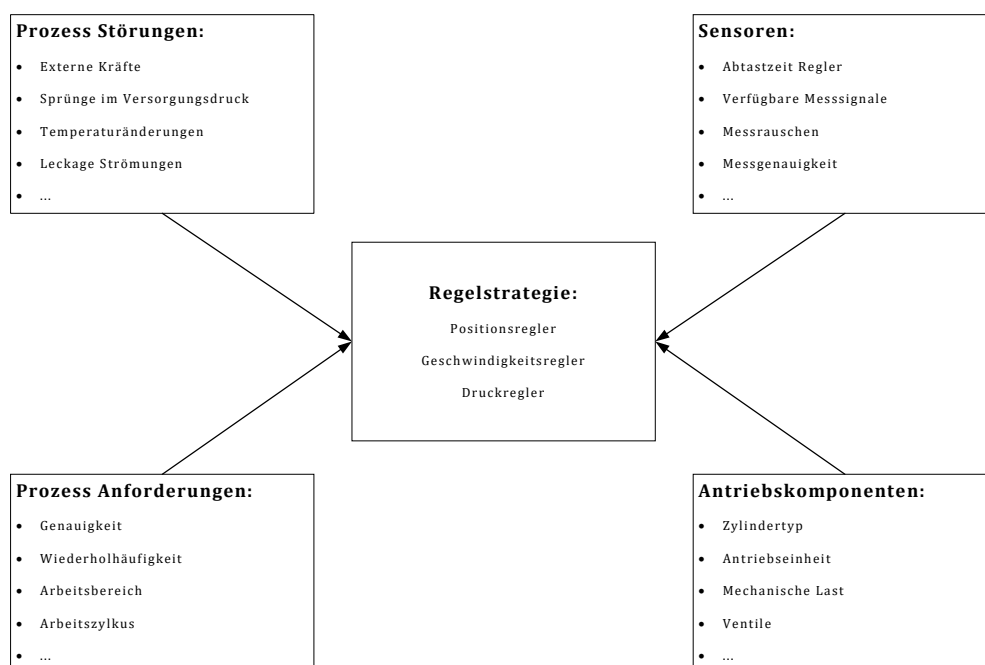 Prozess Störungen:
• Externe Kräfte
• Sprünge im Versorgungsdruck
• Temperaturänderungen
• Leckage Strömungen
• ...
Sensoren:
• Abtastzeit Regler
• Verfügbare Messsignale
• Messrauschen
• Messgenauigkeit
• ...
Regelstrategie:
Positionsregler
Geschwindigkeitsregler
Druckregler
Prozess Anforderungen:
• Genauigkeit
• Wiederholhäufigkeit
• Arbeitsbereich
• Arbeitszylkus
• ...
Antriebskomponenten:
• Zylindertyp
• Antriebseinheit
• Mechanische Last
• Ventile
• ...